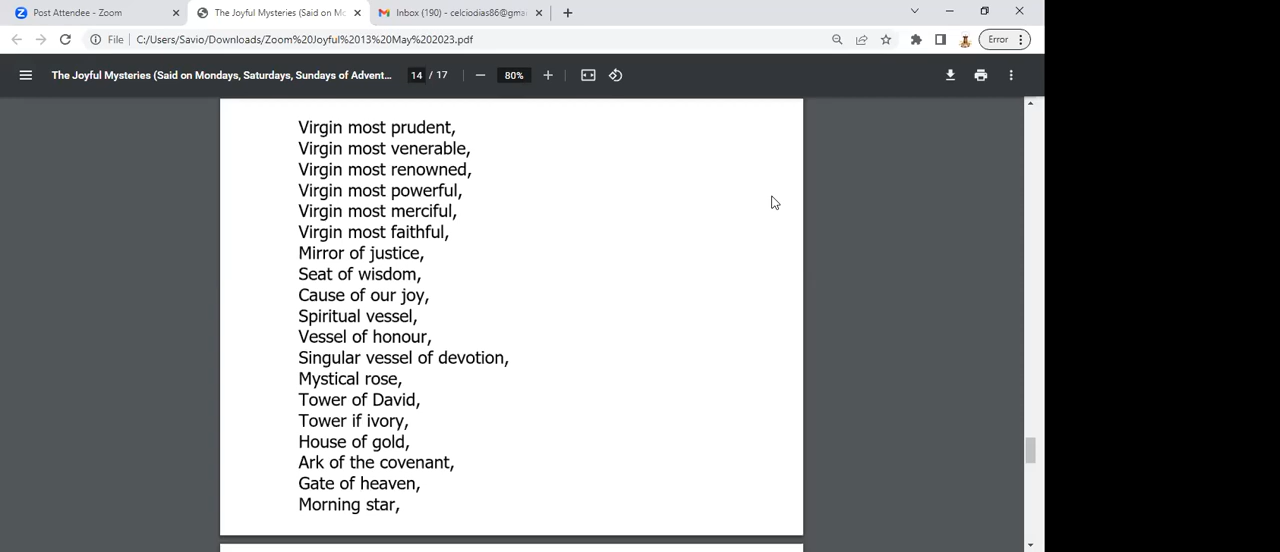 Post Attendee - Zoom
The Joyful Mysteries (Said on Mo
Inbox (190) - celciodias86@gma
File
C:/Users/Savio/Downloads/Zoom%20Joyful%2013%20May%202023.pdf
Error
The Joyful Mysteries (Said on Mondays, Saturdays, Sundays of Advent...
14 / 17
80%
Virgin most prudent,
Virgin most venerable,
Virgin most renowned,
Virgin most powerful,
Virgin most merciful,
Virgin most faithful,
Mirror of justice,
Seat of wisdom,
Cause of our joy,
Spiritual vessel,
Vessel of honour,
Singular vessel of devotion,
Mystical rose,
Tower of David,
Tower if ivory,
House of gold,
Ark of the covenant,
Gate of heaven,
Morning star,